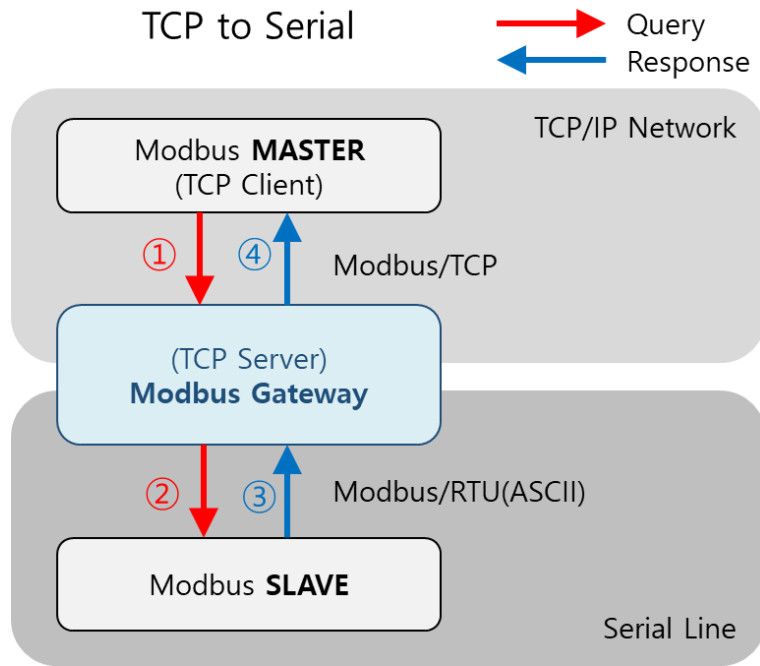 TCP to Serial
Query
Response
TCP/IP Network
Modbus MASTER
(TCP Client)
① ④
Modbus/TCP
(TCP Server)
Modbus Gateway
② ③
Modbus/RTU(ASCII)
Modbus SLAVE
Serial Line